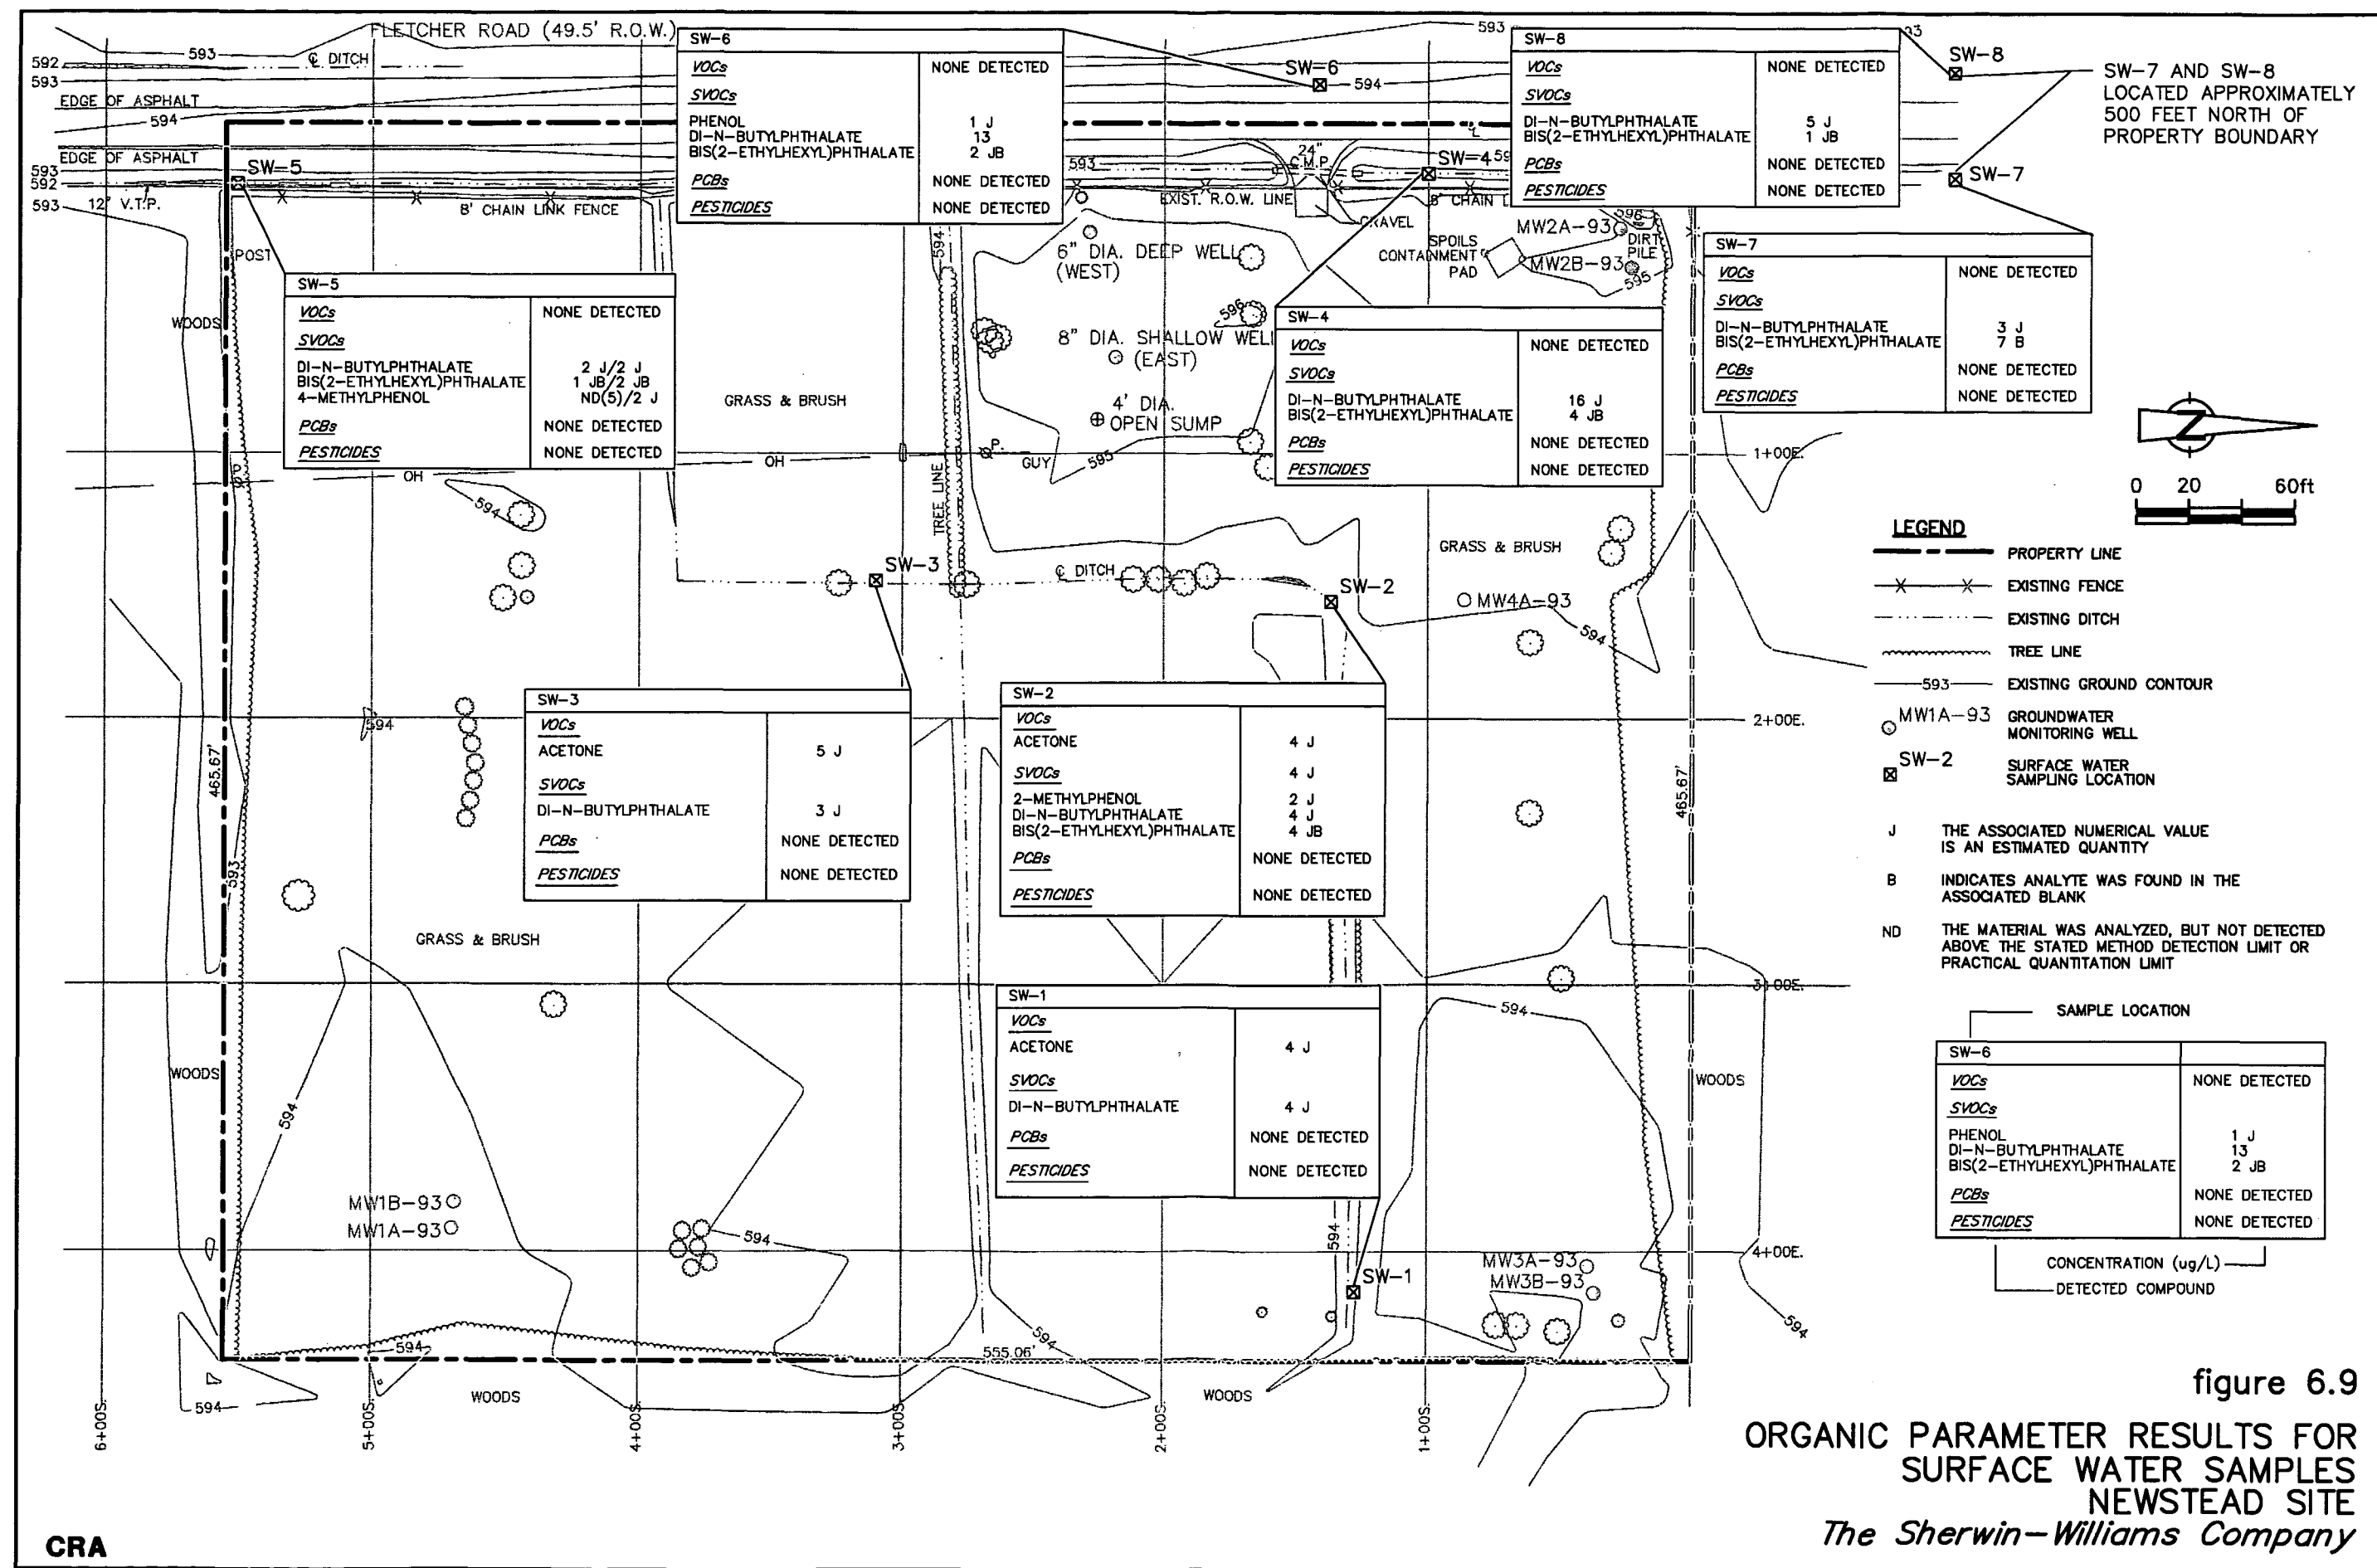 FLETCHER ROAD (49.5' R.O.W.)
593
592
593
℄ DITCH
593
EDGE OF ASPHALT
594
EDGE OF ASPHALT
593
592
593
12" V.T.P.
SW-5
8' CHAIN LINK FENCE
POST
WOODS
SW-6
VOCs NONE DETECTED
SVOCs
PHENOL 1 J
DI-N-BUTYLPHTHALATE 13
BIS(2-ETHYLHEXYL)PHTHALATE 2 JB
PCBs NONE DETECTED
PESTICIDES NONE DETECTED
SW-6
594
593
24"
C.M.P.
SW-4
EXIST. R.O.W. LINE
GRAVEL
8' CHAIN L
SW-8
VOCs NONE DETECTED
SVOCs
DI-N-BUTYLPHTHALATE 5 J
BIS(2-ETHYLHEXYL)PHTHALATE 1 JB
PCBs NONE DETECTED
PESTICIDES NONE DETECTED
SW-8
SW-7
SW-7 AND SW-8
LOCATED APPROXIMATELY
500 FEET NORTH OF
PROPERTY BOUNDARY
SW-5
VOCs NONE DETECTED
SVOCs
DI-N-BUTYLPHTHALATE 2 J/2 J
BIS(2-ETHYLHEXYL)PHTHALATE 1 JB/2 JB
4-METHYLPHENOL ND(5)/2 J
PCBs NONE DETECTED
PESTICIDES NONE DETECTED
594
6" DIA. DEEP WELL
(WEST)
596
8" DIA. SHALLOW WELL
(EAST)
4' DIA.
OPEN SUMP
GRASS & BRUSH
TREE LINE
OH
OH
P.
GUY
595
P
SPOILS
CONTAINMENT
PAD
MW2A-93
MW2B-93
DIRT
PILE
596
595
SW-7
VOCs NONE DETECTED
SVOCs
DI-N-BUTYLPHTHALATE 3 J
BIS(2-ETHYLHEXYL)PHTHALATE 7 B
PCBs NONE DETECTED
PESTICIDES NONE DETECTED
SW-4
VOCs NONE DETECTED
SVOCs
DI-N-BUTYLPHTHALATE 16 J
BIS(2-ETHYLHEXYL)PHTHALATE 4 JB
PCBs NONE DETECTED
PESTICIDES NONE DETECTED
1+00E.
Z
0 20 60ft
594
SW-3
℄ DITCH
SW-2
GRASS & BRUSH
MW4A-93
594
LEGEND
PROPERTY LINE
EXISTING FENCE
EXISTING DITCH
TREE LINE
593 EXISTING GROUND CONTOUR
MW1A-93 GROUNDWATER
MONITORING WELL
SW-2 SURFACE WATER
SAMPLING LOCATION
J THE ASSOCIATED NUMERICAL VALUE
IS AN ESTIMATED QUANTITY
B INDICATES ANALYTE WAS FOUND IN THE
ASSOCIATED BLANK
ND THE MATERIAL WAS ANALYZED, BUT NOT DETECTED
ABOVE THE STATED METHOD DETECTION LIMIT OR
PRACTICAL QUANTITATION LIMIT
SAMPLE LOCATION
SW-6
VOCs NONE DETECTED
SVOCs
PHENOL 1 J
DI-N-BUTYLPHTHALATE 13
BIS(2-ETHYLHEXYL)PHTHALATE 2 JB
PCBs NONE DETECTED
PESTICIDES NONE DETECTED
CONCENTRATION (ug/L)
DETECTED COMPOUND
SW-3
VOCs
ACETONE 5 J
SVOCs
DI-N-BUTYLPHTHALATE 3 J
PCBs NONE DETECTED
PESTICIDES NONE DETECTED
SW-2
VOCs
ACETONE 4 J
SVOCs 4 J
2-METHYLPHENOL 2 J
DI-N-BUTYLPHTHALATE 4 J
BIS(2-ETHYLHEXYL)PHTHALATE 4 JB
PCBs NONE DETECTED
PESTICIDES NONE DETECTED
2+00E.
594
465.67'
593
465.67'
GRASS & BRUSH
3+00E.
SW-1
VOCs
ACETONE 4 J
SVOCs
DI-N-BUTYLPHTHALATE 4 J
PCBs NONE DETECTED
PESTICIDES NONE DETECTED
594
WOODS
WOODS
594
MW1B-93
MW1A-93
594
594
4+00E.
MW3A-93
MW3B-93
SW-1
594
594
594
555.06'
594
WOODS
WOODS
6+00S.
5+00S.
4+00S.
3+00S.
2+00S.
1+00S.
figure 6.9
ORGANIC PARAMETER RESULTS FOR
SURFACE WATER SAMPLES
NEWSTEAD SITE
The Sherwin-Williams Company
CRA